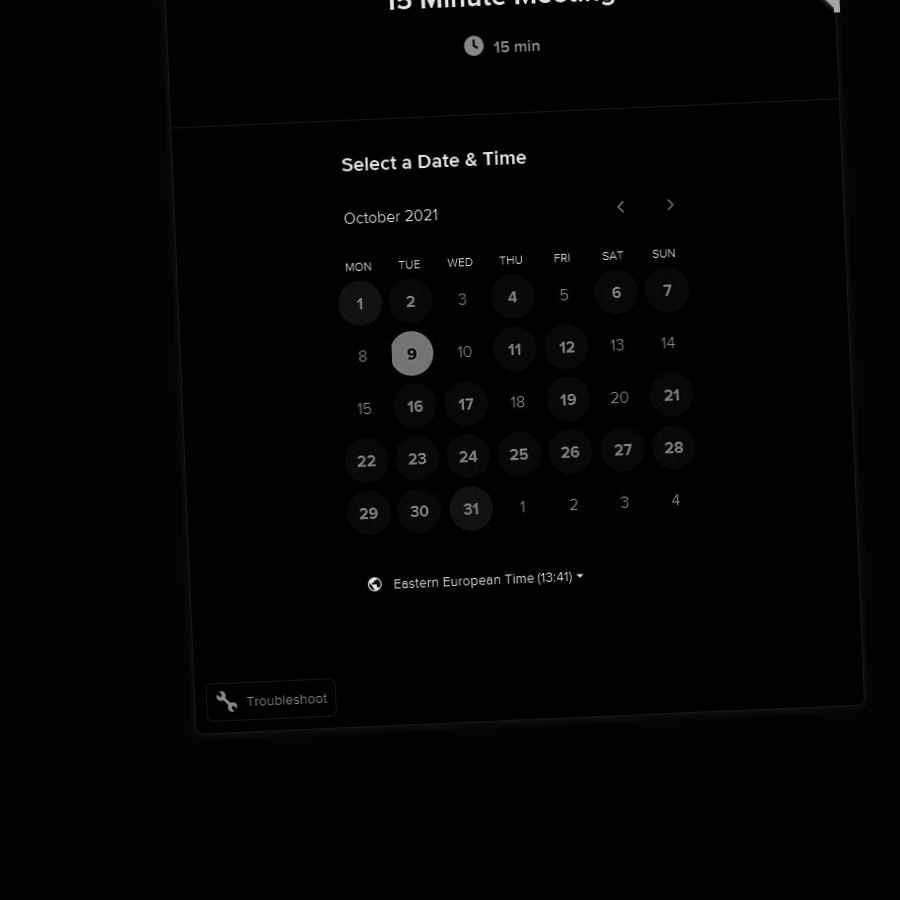 15 Minute Meeting
15 min
Select a Date & Time
October 2021
MON TUE WED THU FRI SAT SUN
1 2 3 4 5 6 7
8 9 10 11 12 13 14
15 16 17 18 19 20 21
22 23 24 25 26 27 28
29 30 31 1 2 3 4
Eastern European Time (13:41)
Troubleshoot